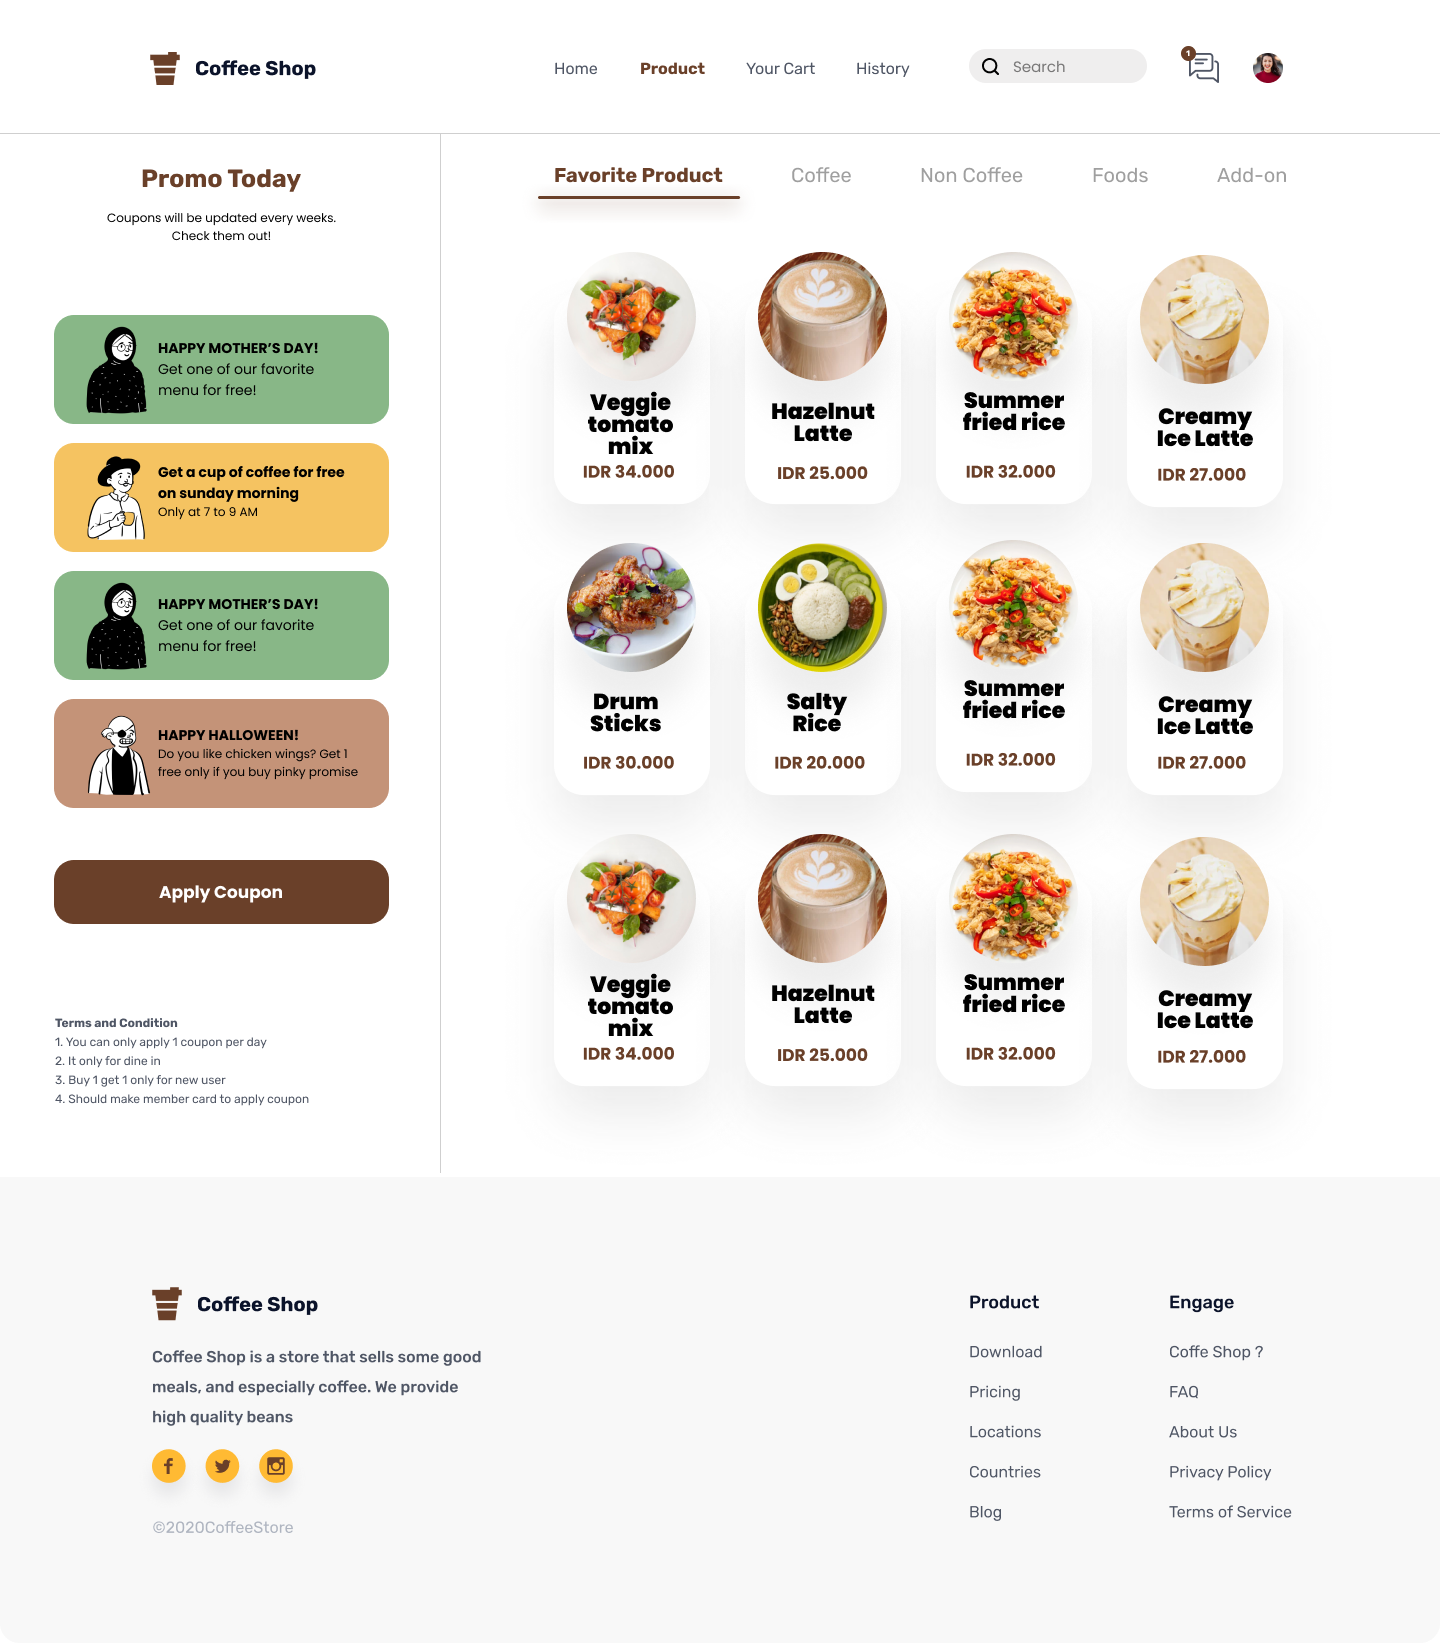 Coffee Shop
Home
Product
Your Cart
History
Search
1
Promo Today
Coupons will be updated every weeks.
Check them out!
HAPPY MOTHER’S DAY!
Get one of our favorite
menu for free!
Get a cup of coffee for free
on sunday morning
Only at 7 to 9 AM
HAPPY MOTHER’S DAY!
Get one of our favorite
menu for free!
HAPPY HALLOWEEN!
Do you like chicken wings? Get 1
free only if you buy pinky promise
Apply Coupon
Terms and Condition
1. You can only apply 1 coupon per day
2. It only for dine in
3. Buy 1 get 1 only for new user
4. Should make member card to apply coupon
Favorite Product
Coffee
Non Coffee
Foods
Add-on
Veggie
tomato
mix
IDR 34.000
Hazelnut
Latte
IDR 25.000
Summer
fried rice
IDR 32.000
Creamy
Ice Latte
IDR 27.000
Drum
Sticks
IDR 30.000
Salty
Rice
IDR 20.000
Summer
fried rice
IDR 32.000
Creamy
Ice Latte
IDR 27.000
Veggie
tomato
mix
IDR 34.000
Hazelnut
Latte
IDR 25.000
Summer
fried rice
IDR 32.000
Creamy
Ice Latte
IDR 27.000
Coffee Shop
Coffee Shop is a store that sells some good
meals, and especially coffee. We provide
high quality beans
©2020CoffeeStore
Product
Download
Pricing
Locations
Countries
Blog
Engage
Coffe Shop ?
FAQ
About Us
Privacy Policy
Terms of Service